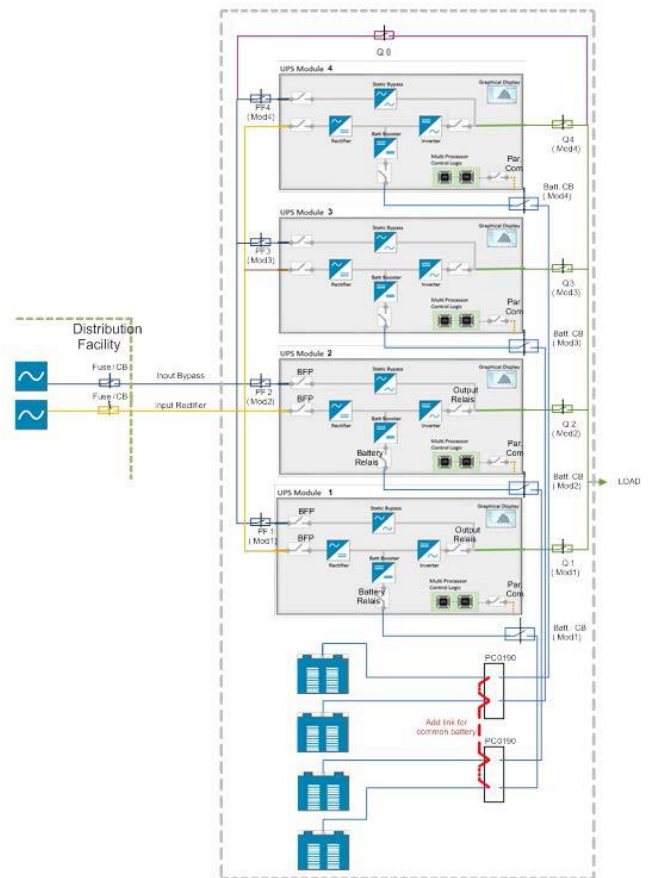 Q 0
UPS Module 4
Static Bypass
Graphical Display
PF4
( Mod4)
Rectifier
Batt Booster
Inverter
Q4
( Mod4)
Multi Processor
Control Logic
Par.
Com
Batt. CB
(Mod4)
UPS Module 3
Static Bypass
Graphical Display
PF3
( Mod3)
Rectifier
Batt Booster
Inverter
Q3
( Mod3)
Multi Processor
Control Logic
Par.
Com
Batt. CB
(Mod3)
Distribution
Facility
Fuse/CB
Input Bypass
Fuse/CB
Input Rectifier
UPS Module 2
BFP
Static Bypass
Graphical Display
PF2
( Mod2)
BFP
Output
Relais
Rectifier
Batt Booster
Inverter
Q 2
( Mod2)
Battery
Relais
Multi Processor
Control Logic
Par.
Com
Batt. CB
(Mod2)
LOAD
UPS Module 1
BFP
Static Bypass
Graphical Display
PF 1
( Mod1)
BFP
Output
Relais
Rectifier
Batt Booster
Inverter
Q 1
( Mod1)
Battery
Relais
Multi Processor
Control Logic
Par.
Com
Batt. CB
(Mod1)
PC0190
Add link for
common battery
PC0190